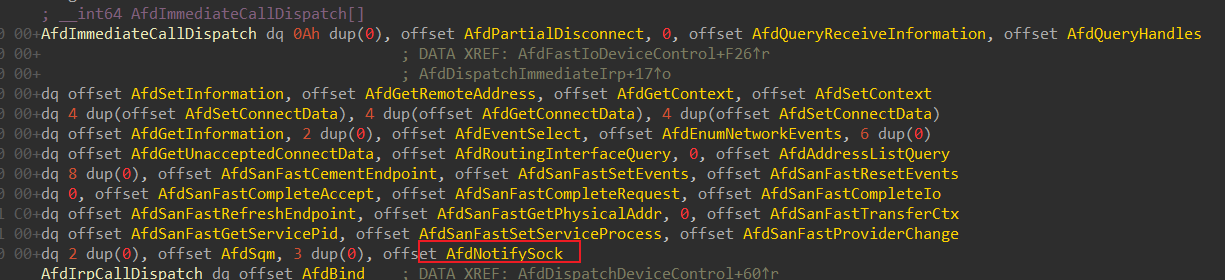 ; __int64 AfdImmediateCallDispatch[]
00+AfdImmediateCallDispatch dq 0Ah dup(0), offset AfdPartialDisconnect, 0, offset AfdQueryReceiveInformation, offset AfdQueryHandles
00+ ; DATA XREF: AfdFastIoDeviceControl+F26↑r
00+ ; AfdDispatchImmediateIrp+17↑o
00+dq offset AfdSetInformation, offset AfdGetRemoteAddress, offset AfdGetContext, offset AfdSetContext
00+dq 4 dup(offset AfdSetConnectData), 4 dup(offset AfdGetConnectData), 4 dup(offset AfdSetConnectData)
00+dq offset AfdGetInformation, 2 dup(0), offset AfdEventSelect, offset AfdEnumNetworkEvents, 6 dup(0)
00+dq offset AfdGetUnacceptedConnectData, offset AfdRoutingInterfaceQuery, 0, offset AfdAddressListQuery
00+dq 8 dup(0), offset AfdSanFastCementEndpoint, offset AfdSanFastSetEvents, offset AfdSanFastResetEvents
00+dq 0, offset AfdSanFastCompleteAccept, offset AfdSanFastCompleteRequest, offset AfdSanFastCompleteIo
C0+dq offset AfdSanFastRefreshEndpoint, offset AfdSanFastGetPhysicalAddr, 0, offset AfdSanFastTransferCtx
00+dq offset AfdSanFastGetServicePid, offset AfdSanFastSetServiceProcess, offset AfdSanFastProviderChange
00+dq 2 dup(0), offset AfdSqm, 3 dup(0), offset AfdNotifySock
AfdIrpCallDispatch dq offset AfdBind ; DATA XREF: AfdDispatchDeviceControl+60↑r